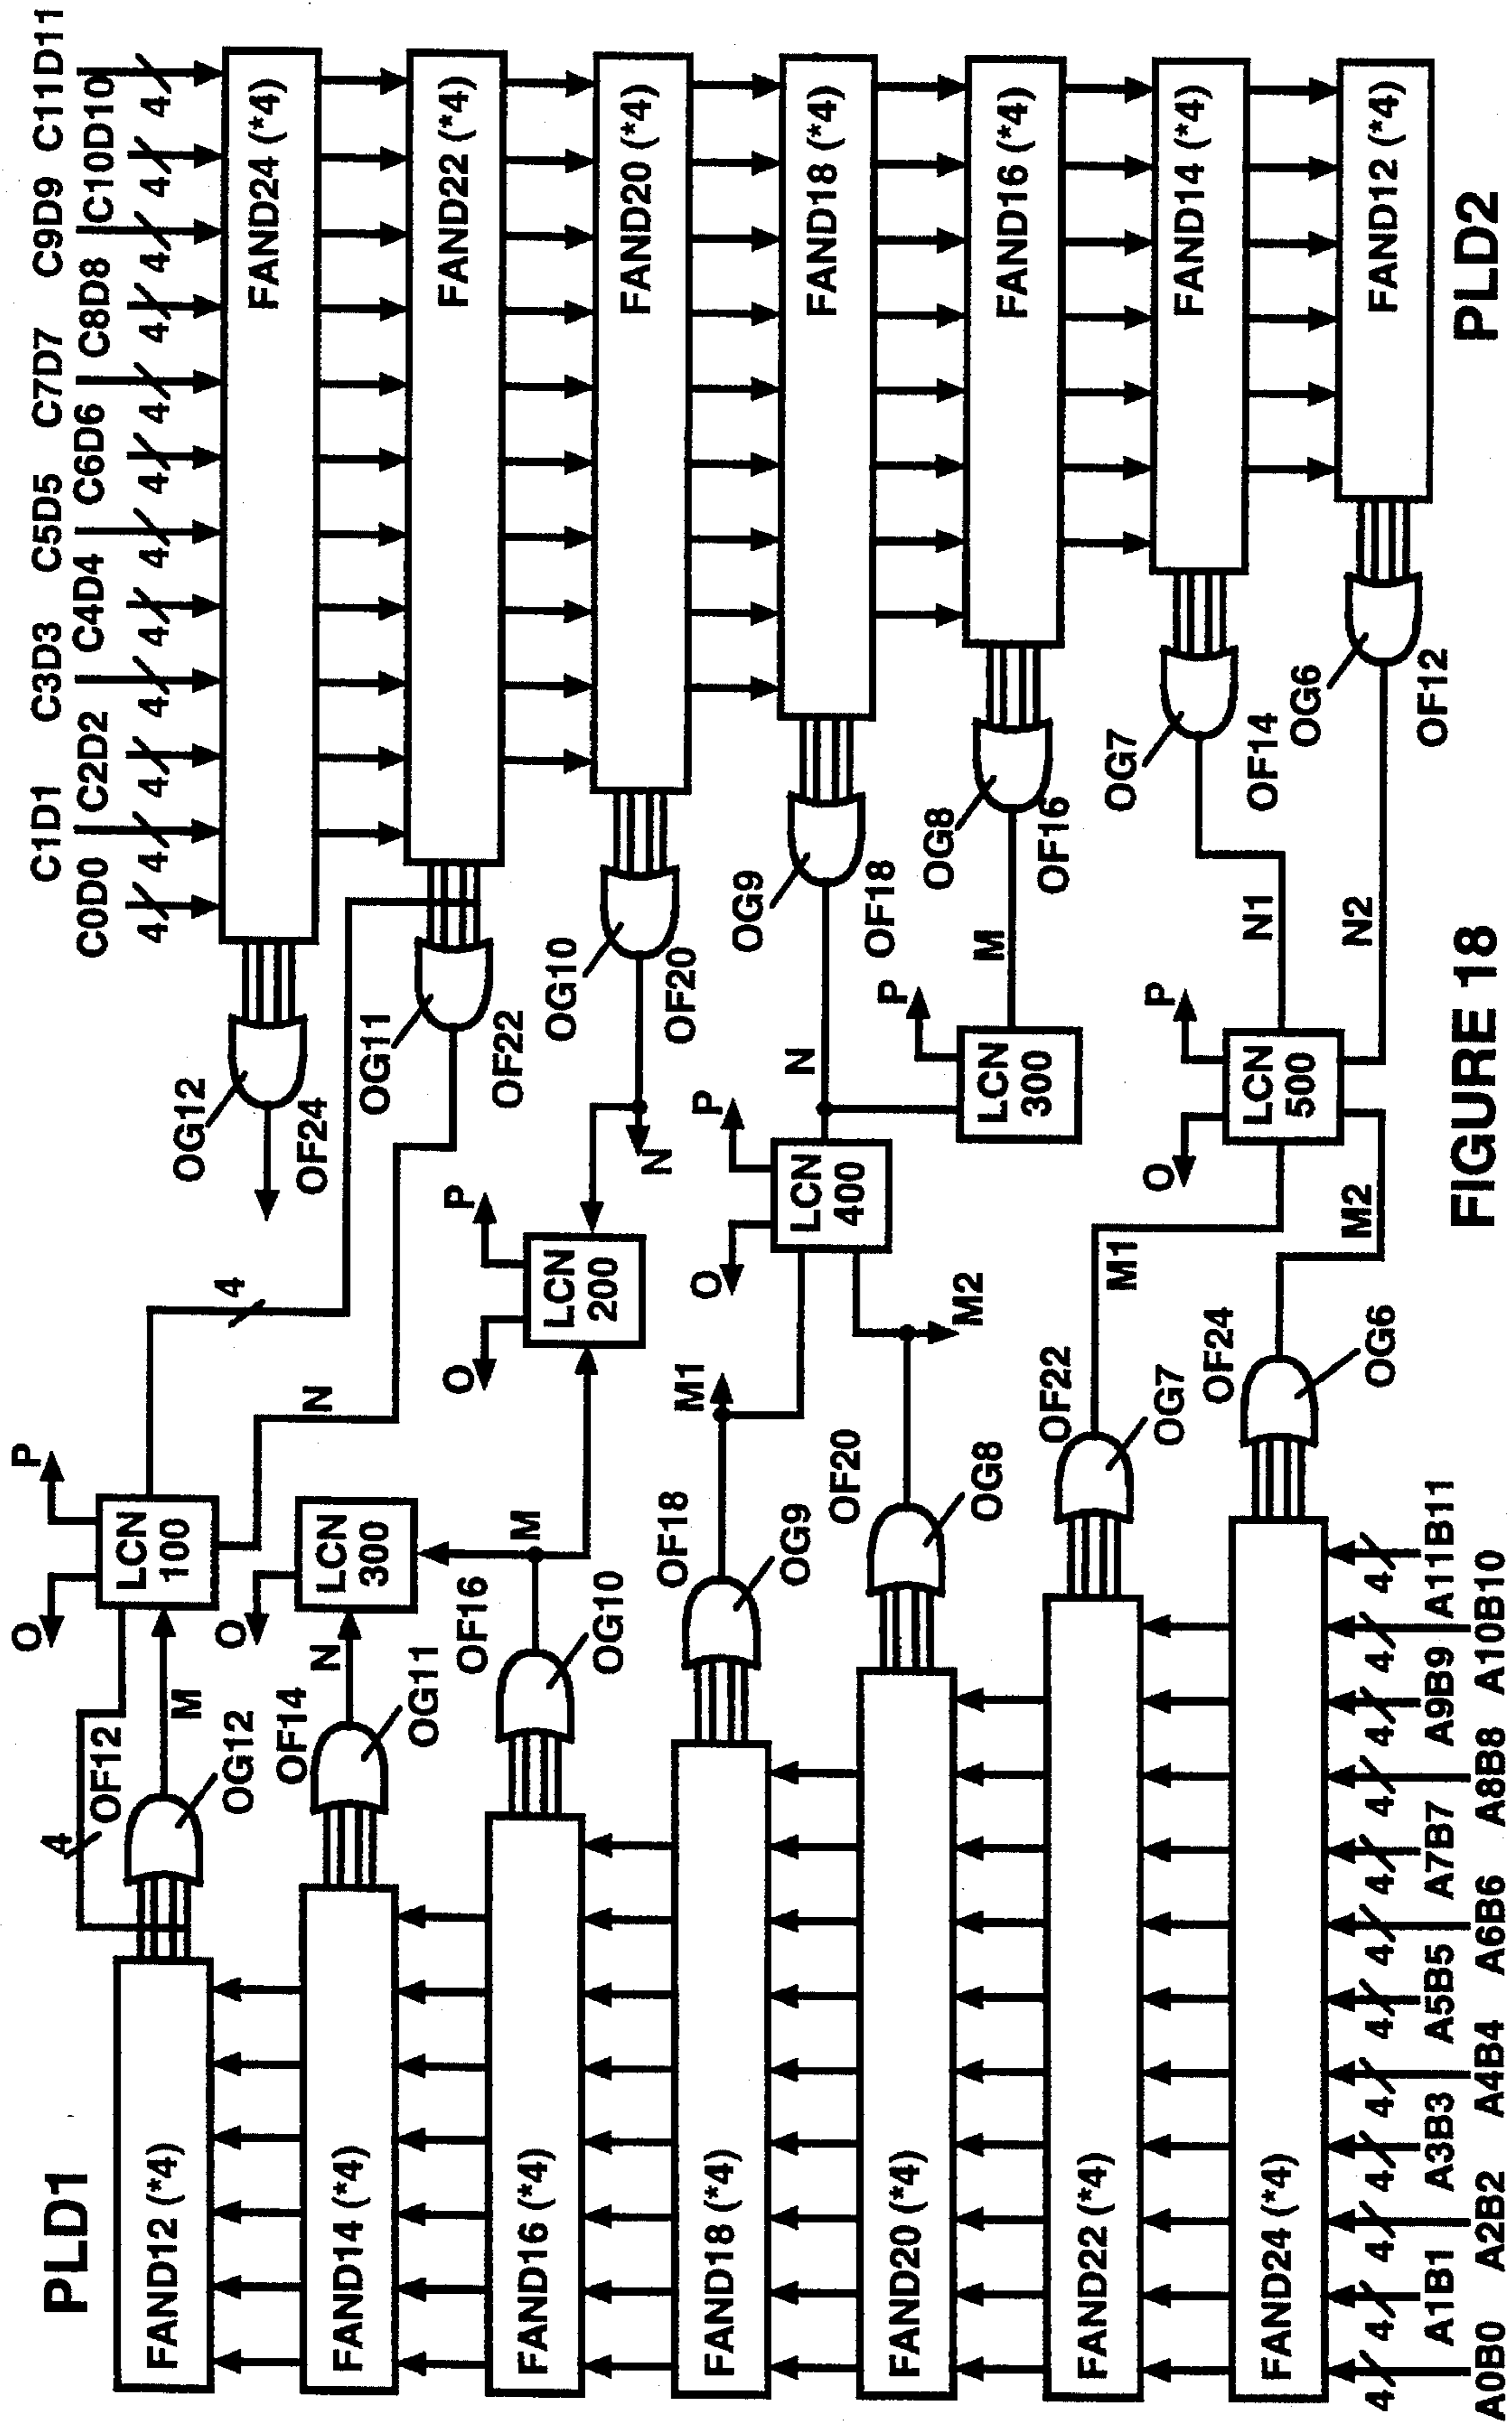 PLD1
FAND12 (*4)
FAND14 (*4)
FAND16 (*4)
FAND18 (*4)
FAND20 (*4)
FAND22 (*4)
FAND24 (*4)
4
4
4
4
4
4
4
4
4
4
4
4
A0B0
A1B1
A2B2
A3B3
A4B4
A5B5
A6B6
A7B7
A8B8
A9B9
A10B10
A11B11
4
OF12
OG12
M
OF14
OG11
N
OF16
OG10
M
OF18
OG9
M1
OF20
OG8
M2
OF22
OG7
M1
OF24
OG6
M2
O
LCN
100
P
N
4
O
LCN
300
O
LCN
200
P
N
O
LCN
400
P
N
LCN
300
P
M
O
LCN
500
P
N1
N2
C0D0
C1D1
C2D2
C3D3
C4D4
C5D5
C6D6
C7D7
C8D8
C9D9
C10D10
C11D11
4
4
4
4
4
4
4
4
4
4
4
4
FAND24 (*4)
OG12
OF24
FAND22 (*4)
OG11
OF22
FAND20 (*4)
OG10
OF20
FAND18 (*4)
OG9
OF18
FAND16 (*4)
OG8
OF16
FAND14 (*4)
OG7
OF14
FAND12 (*4)
OG6
OF12
PLD2
FIGURE 18